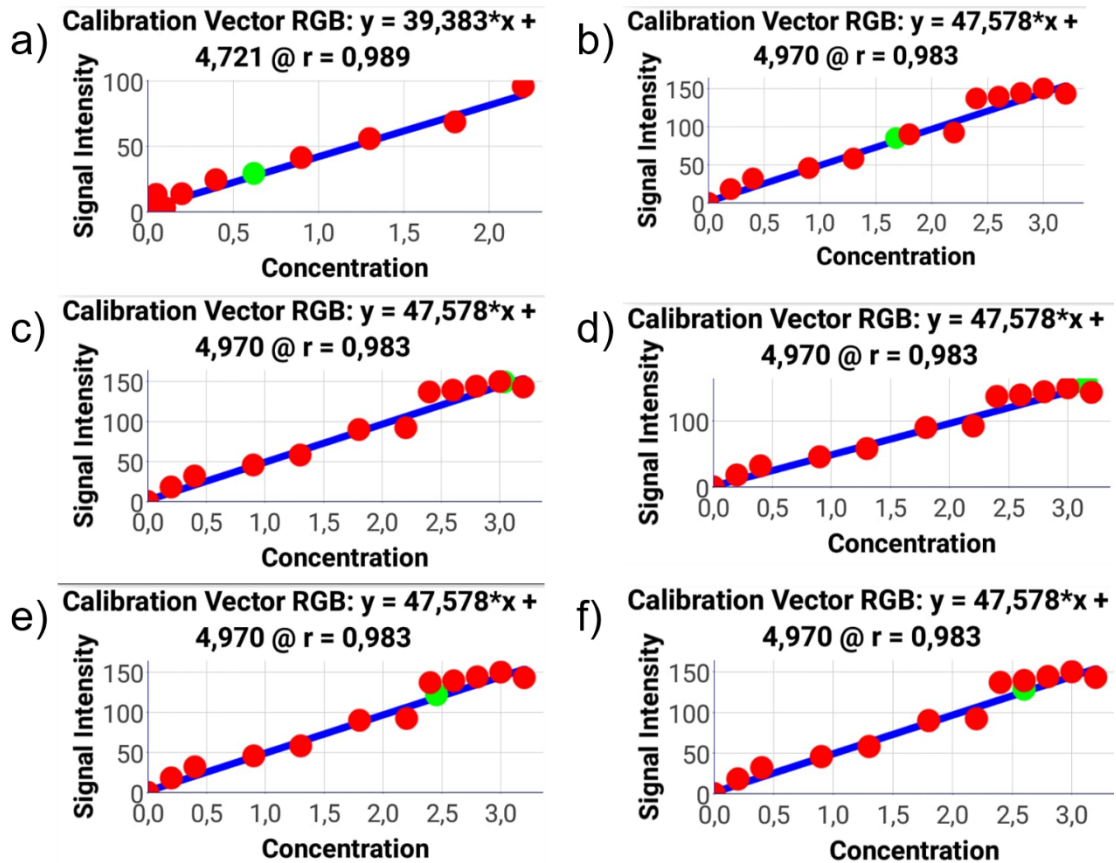 a)
Calibration Vector RGB: y = 39,383*x +
4,721 @ r = 0,989
Signal Intensity
100
50
0
0,0 0,5 1,0 1,5 2,0
Concentration
b)
Calibration Vector RGB: y = 47,578*x +
4,970 @ r = 0,983
Signal Intensity
150
100
50
0
0,0 0,5 1,0 1,5 2,0 2,5 3,0
Concentration
c)
Calibration Vector RGB: y = 47,578*x +
4,970 @ r = 0,983
Signal Intensity
150
100
50
0
0,0 0,5 1,0 1,5 2,0 2,5 3,0
Concentration
d)
Calibration Vector RGB: y = 47,578*x +
4,970 @ r = 0,983
Signal Intensity
100
0
0,0 0,5 1,0 1,5 2,0 2,5 3,0
Concentration
e)
Calibration Vector RGB: y = 47,578*x +
4,970 @ r = 0,983
Signal Intensity
150
100
50
0
0,0 0,5 1,0 1,5 2,0 2,5 3,0
Concentration
f)
Calibration Vector RGB: y = 47,578*x +
4,970 @ r = 0,983
Signal Intensity
150
100
50
0
0,0 0,5 1,0 1,5 2,0 2,5 3,0
Concentration